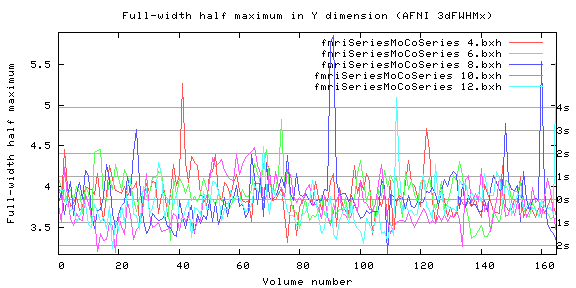 Full-width half maximum in Y dimension (AFNI 3dFWHMx)
fmriSeriesMoCoSeries 4.bxh
fmriSeriesMoCoSeries 6.bxh
fmriSeriesMoCoSeries 8.bxh
fmriSeriesMoCoSeries 10.bxh
fmriSeriesMoCoSeries 12.bxh
Full-width half maximum
5.5
5
4.5
4
3.5
4s
3s
2s
1s
0s
1s
2s
0 20 40 60 80 100 120 140 160
Volume number